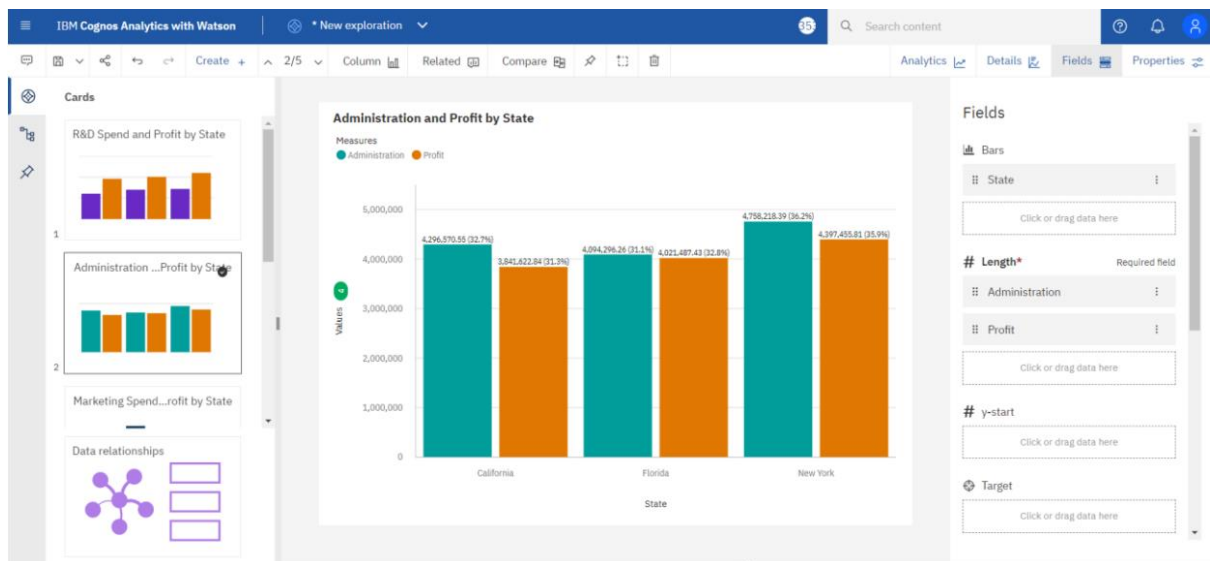 IBM Cognos Analytics with Watson
* New exploration
35
Search content
Create +
2/5
Column
Related
Compare
Analytics
Details
Fields
Properties
Cards
R&D Spend and Profit by State
1
Administration ...Profit by State
2
Marketing Spend...rofit by State
Data relationships
Administration and Profit by State
Measures
Administration
Profit
Values
4
5,000,000
4,000,000
3,000,000
2,000,000
1,000,000
0
4,296,570.55 (32.7%)
3,841,622.84 (31.3%)
4,094,296.26 (31.1%)
4,021,487.43 (32.8%)
4,758,218.39 (36.2%)
4,397,455.81 (35.9%)
California
Florida
New York
State
Fields
Bars
State
Click or drag data here
# Length*
Required field
Administration
Profit
Click or drag data here
# y-start
Click or drag data here
Target
Click or drag data here